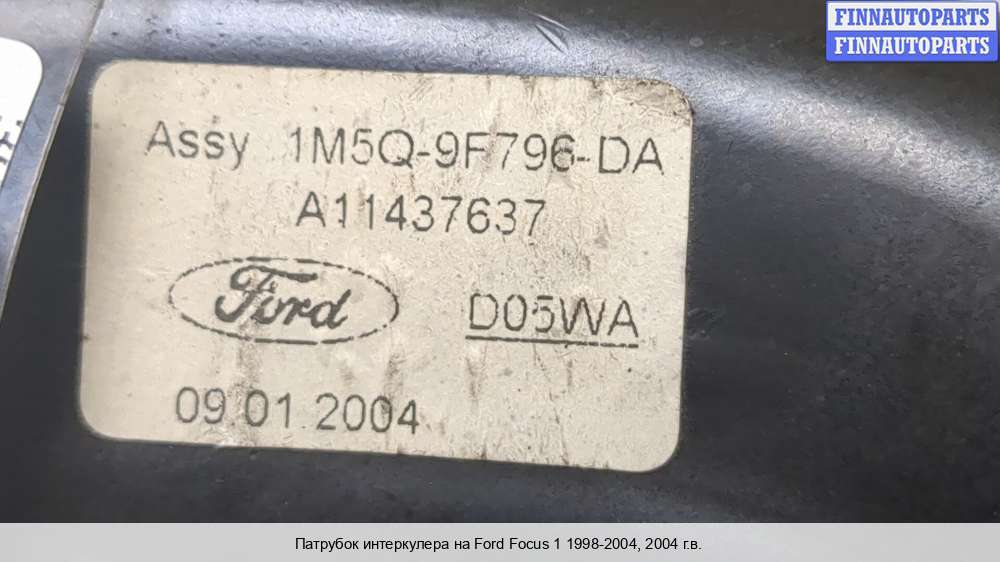 FINNAUTOPARTS
FINNAUTOPARTS
Assy 1M5Q-9F796-DA
A11437637
Ford
D05WA
09.01.2004
Патрубок интеркулера на Ford Focus 1 1998-2004, 2004 г.в.